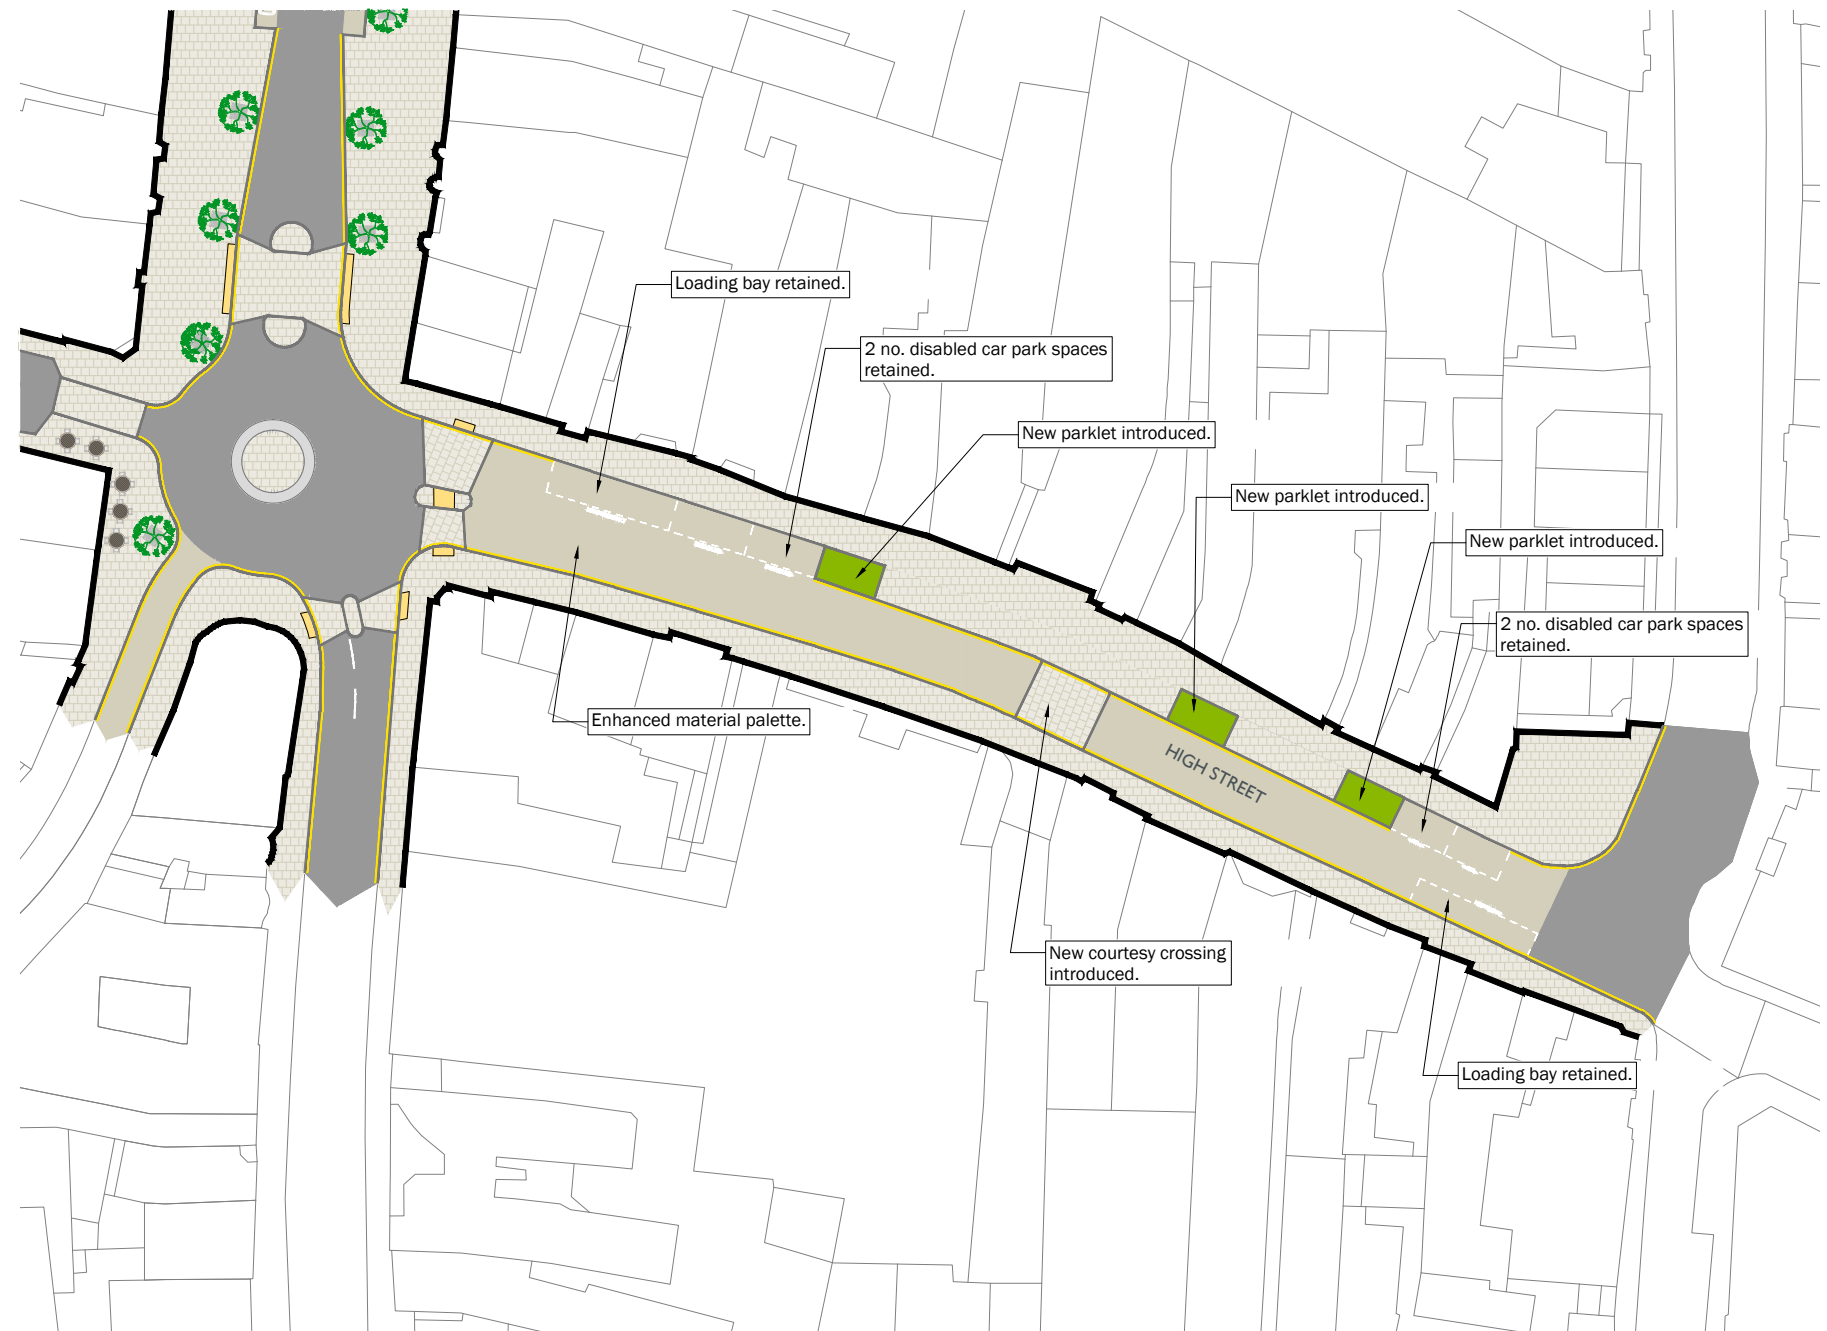 Loading bay retained.
2 no. disabled car park spaces
retained.
New parklet introduced.
New parklet introduced.
New parklet introduced.
2 no. disabled car park spaces
retained.
Enhanced material palette.
HIGH STREET
New courtesy crossing
introduced.
Loading bay retained.